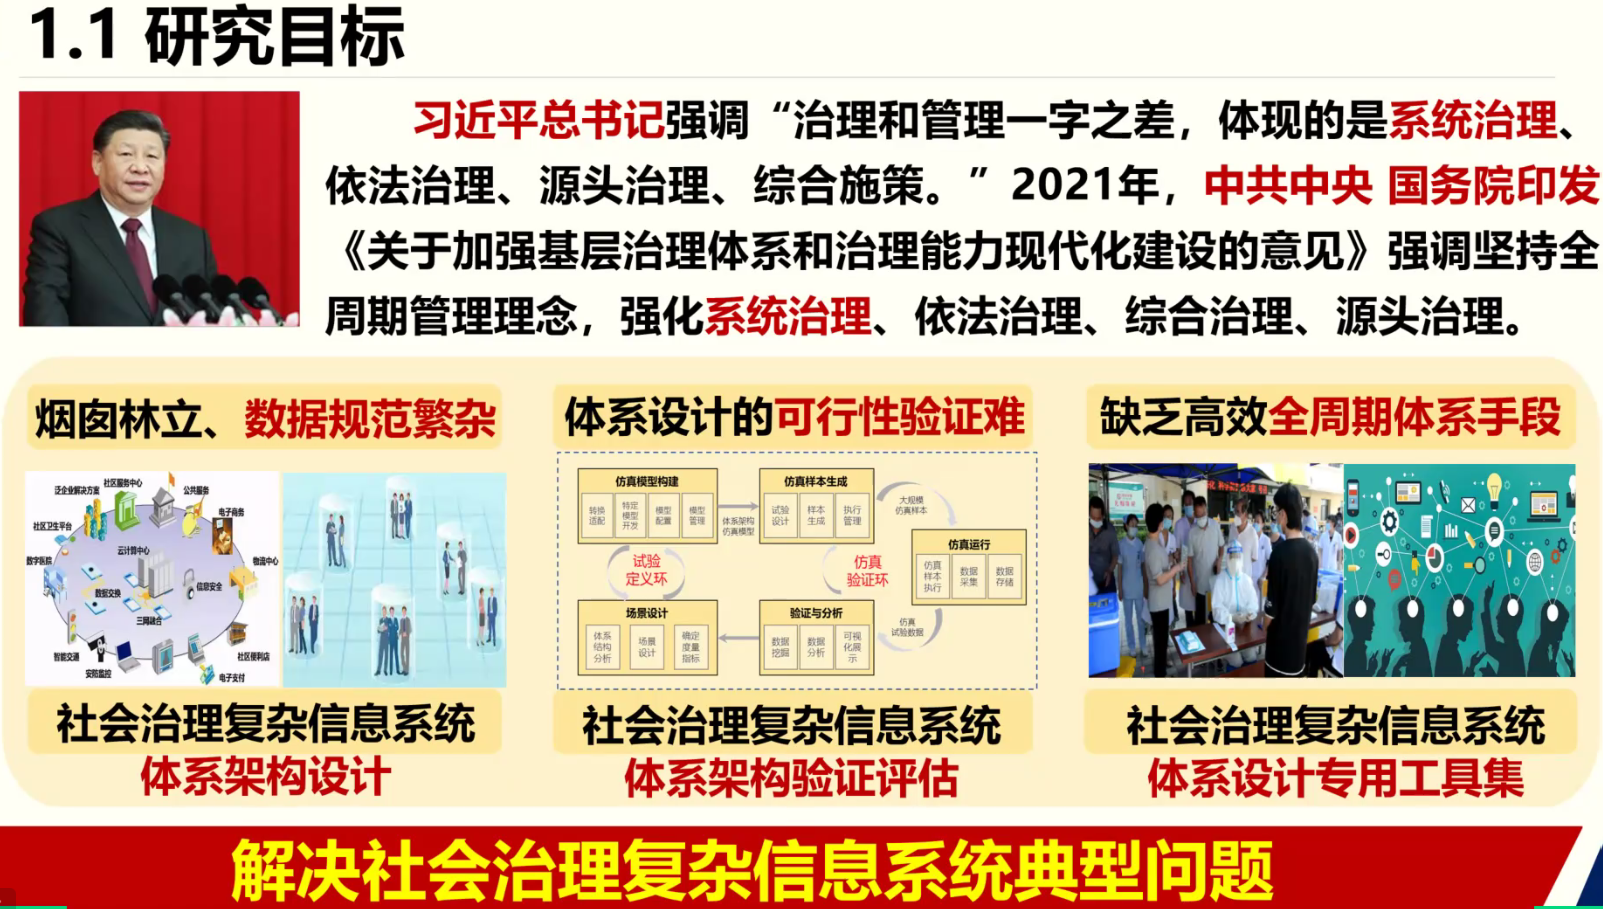 1.1 研究目标
习近平总书记强调“治理和管理一字之差，体现的是系统治理、
依法治理、源头治理、综合施策。”2021年，中共中央 国务院印发
《关于加强基层治理体系和治理能力现代化建设的意见》强调坚持全
周期管理理念，强化系统治理、依法治理、综合治理、源头治理。
烟囱林立、数据规范繁杂
泛企业解决方案
社区服务中心
公共服务
社区卫生平台
电子商务
云计算中心
数字医院
物流中心
信息安全
数据交换
三网融合
智能交通
社区便利店
安防监控
电子支付
社会治理复杂信息系统
体系架构设计
体系设计的可行性验证难
仿真模型构建
转换
适配
特定
模型
开发
模型
配置
模型
管理
体系架构
仿真模型
仿真样本生成
试验
设计
样本
生成
执行
管理
大规模
仿真样本
仿真运行
仿真
样本
执行
数据
采集
数据
存储
试验
定义环
仿真
验证环
场景设计
体系
结构
分析
场景
设计
确定
度量
指标
验证与分析
数据
挖掘
数据
分析
可视
化展
示
仿真
试验数据
社会治理复杂信息系统
体系架构验证评估
缺乏高效全周期体系手段
社会治理复杂信息系统
体系设计专用工具集
解决社会治理复杂信息系统典型问题